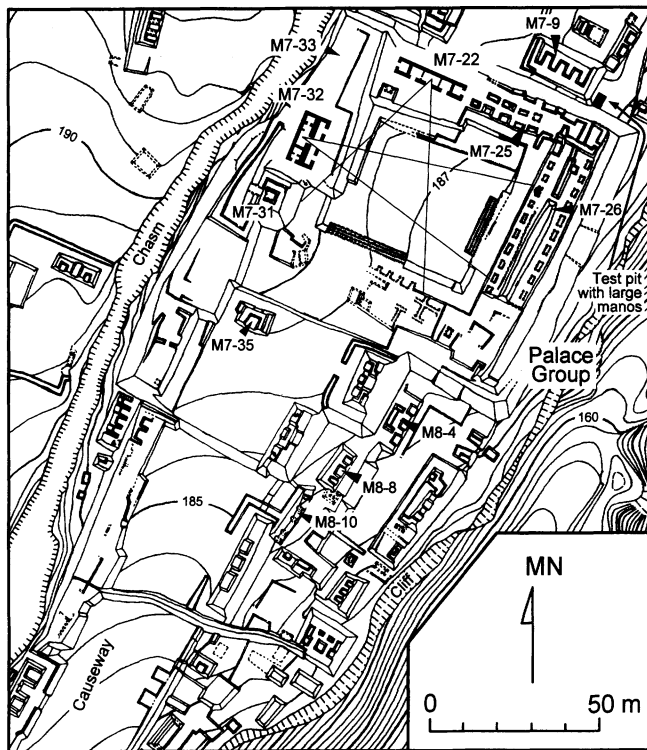 M7-9
M7-33
M7-22
M7-32
190
M7-25
187
M7-31
M7-26
Chasm
Test pit
with large
manos
M7-35
Palace
Group
160
M8-4
M8-8
185
M8-10
MN
Cliff
Causeway
0 50 m